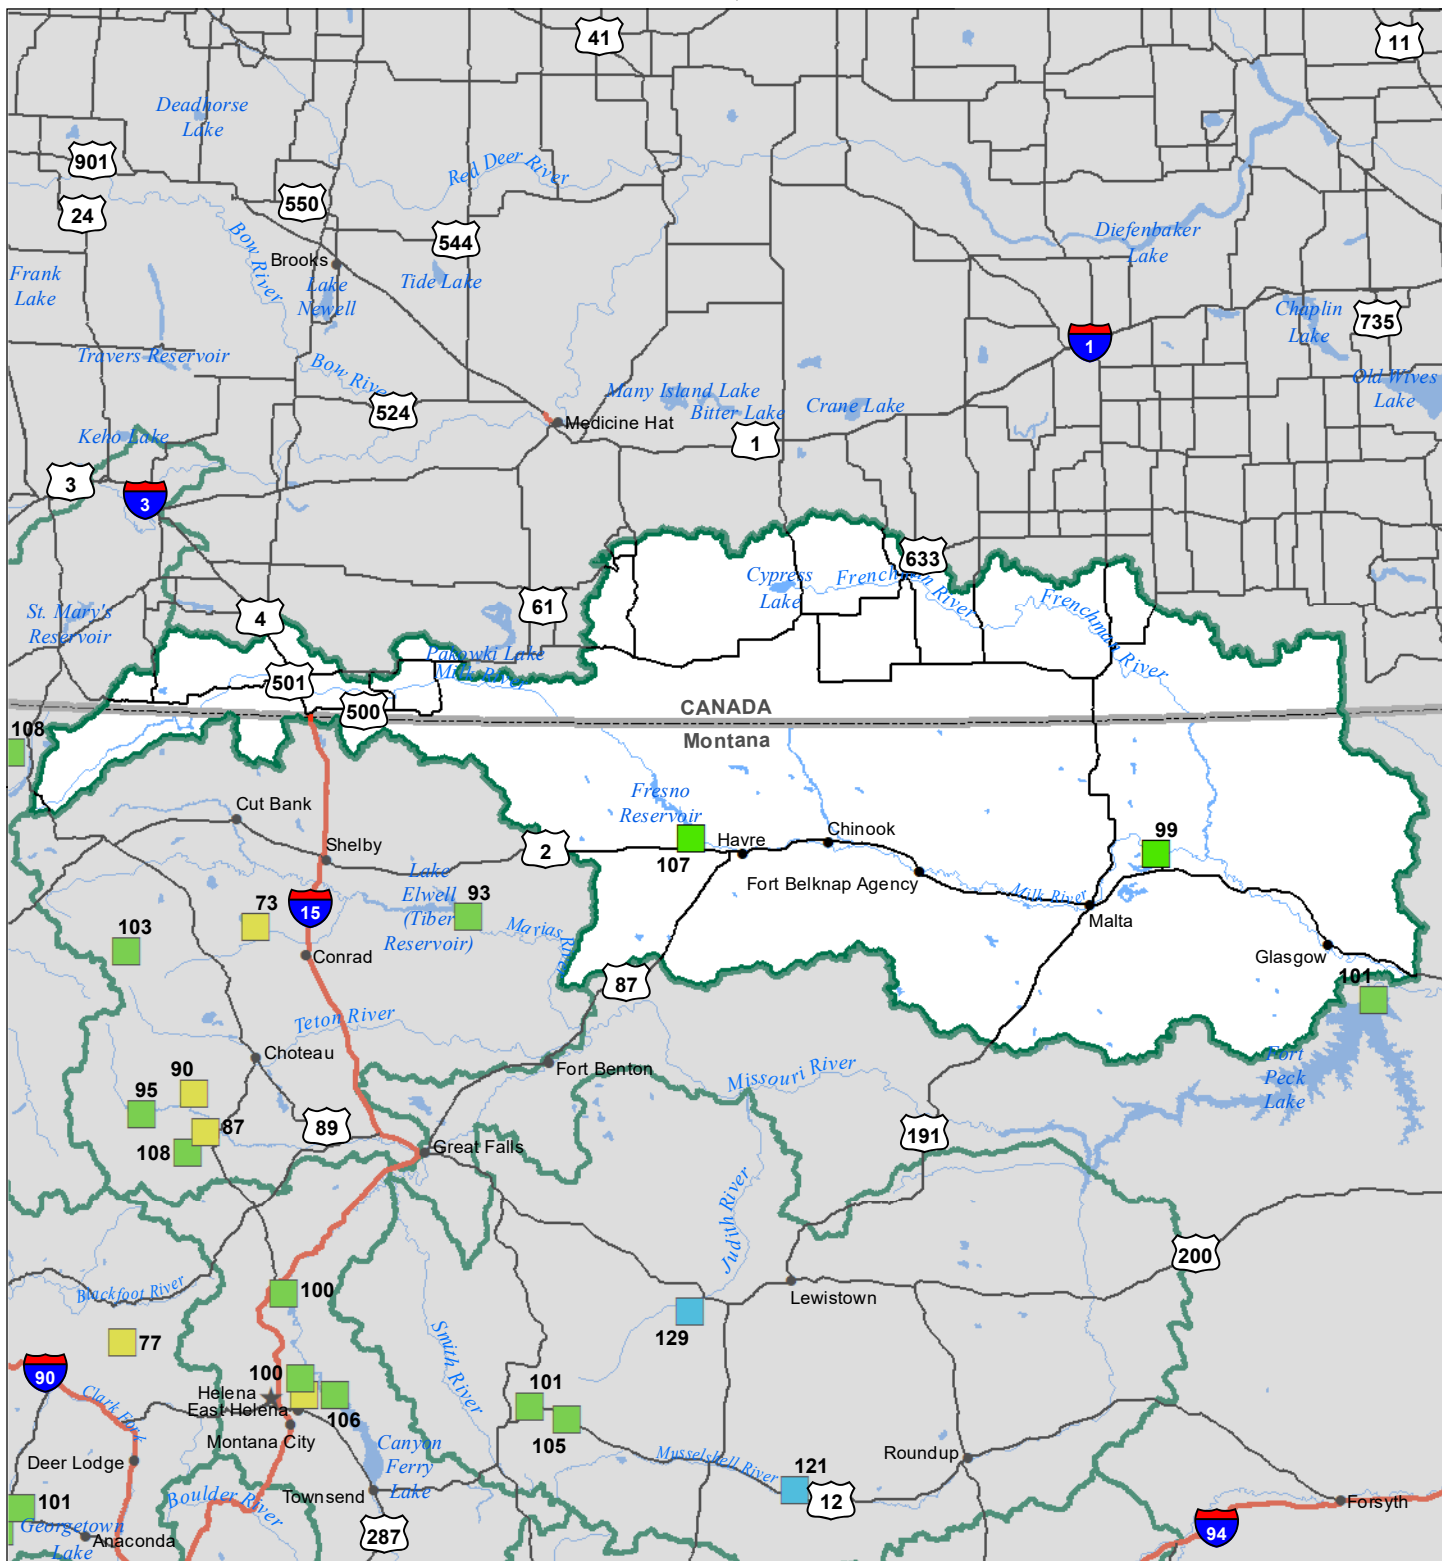 41
11
Deadhorse
Lake
901
Red Deer River
550
24
544
Bow River
Diefenbaker
Lake
Brooks
Frank
Lake
Lake
Newell
Tide Lake
Chaplin
Lake
735
1
Travers Reservoir
Bow River
Many Island Lake
Bitter Lake
Crane Lake
Old Wives
Lake
524
Medicine Hat
1
Keho Lake
3
3
633
Cypress
Lake
Frenchman River
Frenchman River
61
4
St. Mary's
Reservoir
Pakowki Lake
Milk River
501
500
CANADA
Montana
108
Fresno
Reservoir
Cut Bank
Chinook
99
Havre
107
2
Shelby
Lake
Elwell
(Tiber
Reservoir)
Fort Belknap Agency
Milk River
93
73
15
Malta
Marias River
103
Conrad
Glasgow
101
87
Teton River
Choteau
Fort Benton
Missouri River
Fort
Peck
Lake
90
95
87
89
191
108
Great Falls
Judith River
200
Blackfoot River
100
Lewistown
129
77
Smith River
90
100
Clark Fork
Helena
East Helena
106
101
105
Montana City
Canyon
Ferry
Lake
Musselshell River
Roundup
Deer Lodge
121
12
Townsend
Boulder River
Forsyth
101
Georgetown
Lake
Anaconda
287
94